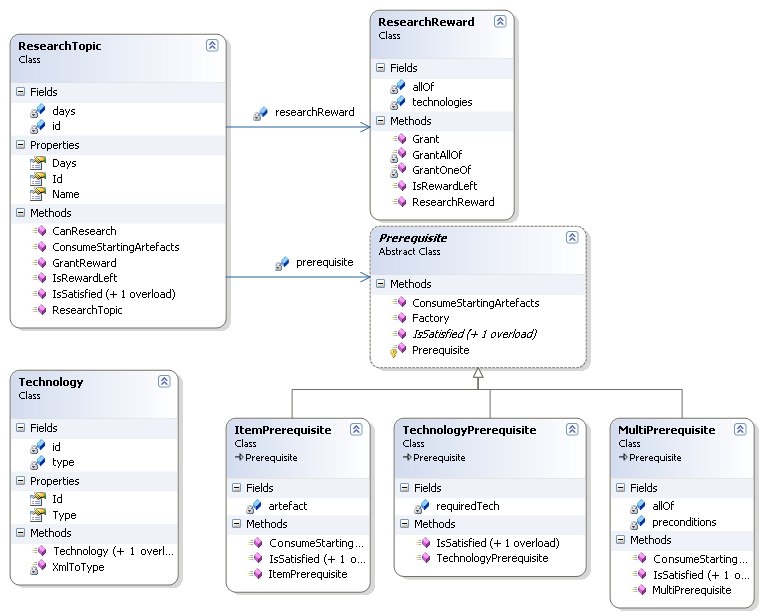 ResearchTopic
Class
Fields
days
id
Properties
Days
Id
Name
Methods
CanResearch
ConsumeStartingArtefacts
GrantReward
IsRewardLeft
IsSatisfied (+ 1 overload)
ResearchTopic
researchReward
prerequisite
ResearchReward
Class
Fields
allOf
technologies
Methods
Grant
GrantAllOf
GrantOneOf
IsRewardLeft
ResearchReward
Prerequisite
Abstract Class
Methods
ConsumeStartingArtefacts
Factory
IsSatisfied (+ 1 overload)
Prerequisite
Technology
Class
Fields
id
type
Properties
Id
Type
Methods
Technology (+ 1 overl...
XmlToType
ItemPrerequisite
Class
Prerequisite
Fields
artefact
Methods
ConsumeStarting...
IsSatisfied (+ 1 o...
ItemPrerequisite
TechnologyPrerequisite
Class
Prerequisite
Fields
requiredTech
Methods
IsSatisfied (+ 1 overload)
TechnologyPrerequisite
MultiPrerequisite
Class
Prerequisite
Fields
allOf
preconditions
Methods
ConsumeStarting...
IsSatisfied (+ 1 o...
MultiPrerequisite